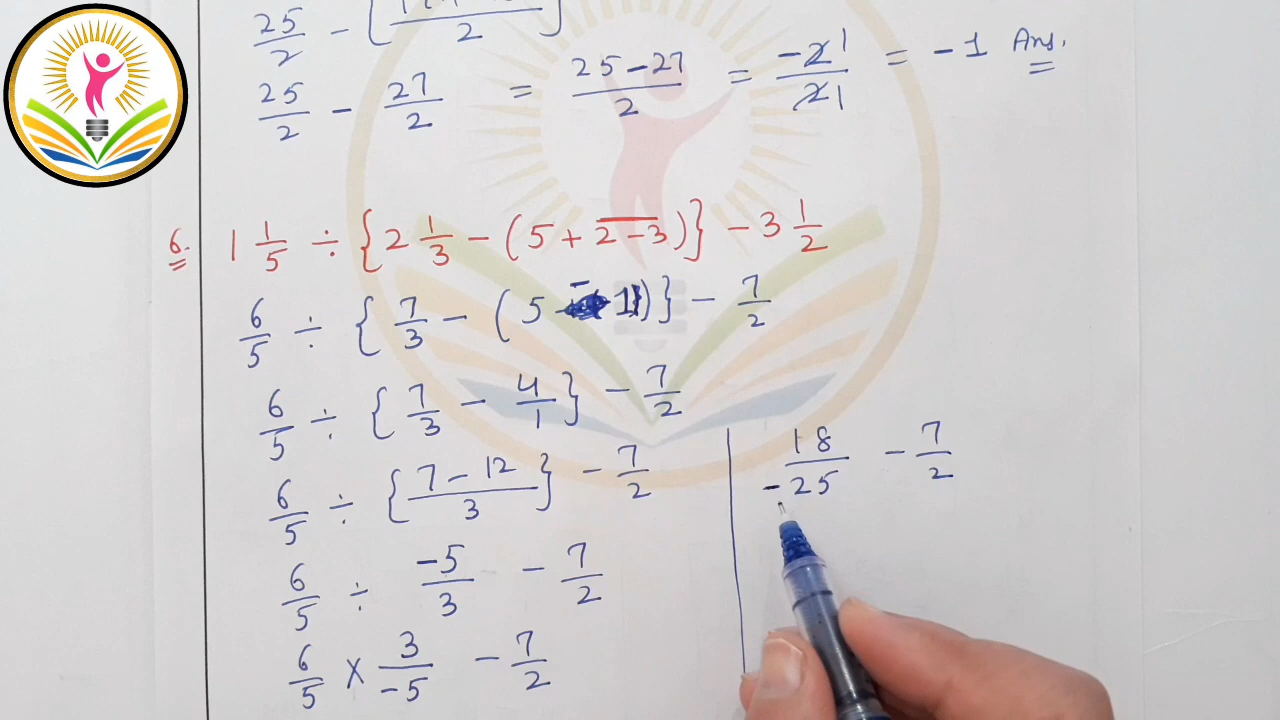 25/2 - [ /2]
25/2 - 27/2 = 25-27/2 = -2 1/2 1 = -1 Ans.
6. 1 1/5 ÷ {2 1/3 - (5 + 2̅ ̅-̅ ̅3̅)} - 3 1/2
6/5 ÷ {7/3 - (5 - 1)} - 7/2
6/5 ÷ {7/3 - 4/1} - 7/2
6/5 ÷ {7-12/3} - 7/2
6/5 ÷ -5/3 - 7/2
6/5 × 3/-5 - 7/2
18/-25 - 7/2